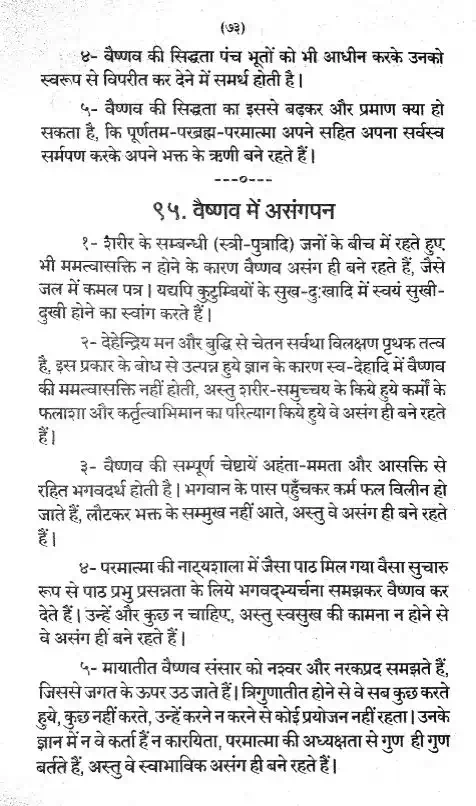 (७३)
४- वैष्णव की सिद्धता पंच भूतों को भी आधीन करके उनको
स्वरूप से विपरीत कर देने में समर्थ होती है।
५- वैष्णव की सिद्धता का इससे बढ़कर और प्रमाण क्या हो
सकता है, कि पूर्णतम-परब्रह्म-परमात्मा अपने सहित अपना सर्वस्व
सर्मपण करके अपने भक्त के ऋणी बने रहते हैं।
---०---
९५. वैष्णव में असंगपन
१- शरीर के सम्बन्धी (स्त्री-पुत्रादि) जनों के बीच में रहते हुए
भी ममत्वासक्ति न होने के कारण वैष्णव असंग ही बने रहते हैं, जैसे
जल में कमल पत्र। यद्यपि कुटुम्बियों के सुख-दुःखादि में स्वयं सुखी-
दुखी होने का स्वांग करते हैं।
२- देहेन्द्रिय मन और बुद्धि से चेतन सर्वथा विलक्षण पृथक तत्व
है, इस प्रकार के बोध से उत्पन्न हुये ज्ञान के कारण स्व-देहादि में वैष्णव
की ममत्वासक्ति नहीं होती, अस्तु शरीर-समुच्चय के किये हुये कर्मों के
फलाशा और कर्तृत्वाभिमान का परित्याग किये हुये वे असंग ही बने रहते
हैं।
३- वैष्णव की सम्पूर्ण चेष्टायें अहंता-ममता और आसक्ति से
रहित भगवदर्थ होती है। भगवान के पास पहुँचकर कर्म फल विलीन हो
जाते हैं, लौटकर भक्त के सम्मुख नहीं आते, अस्तु वे असंग ही बने रहते
हैं।
४- परमात्मा की नाट्यशाला में जैसा पाठ मिल गया वैसा सुचारु
रूप से पाठ प्रभु प्रसन्नता के लिये भगवद्भ्यर्चना समझकर वैष्णव कर
देते हैं। उन्हें और कुछ न चाहिए, अस्तु स्वसुख की कामना न होने से
वे असंग हीं बने रहते हैं।
५- मायातीत वैष्णव संसार को नश्वर और नरकप्रद समझते हैं,
जिससे जगत के ऊपर उठ जाते हैं। त्रिगुणातीत होने से वे सब कुछ करते
हुये, कुछ नहीं करते, उन्हें करने न करने से कोई प्रयोजन नहीं रहता। उनके
ज्ञान में न वे कर्ता हैं न कारयिता, परमात्मा की अध्यक्षता से गुण ही गुण
बर्तते हैं, अस्तु वे स्वाभाविक असंग ही बने रहते हैं।